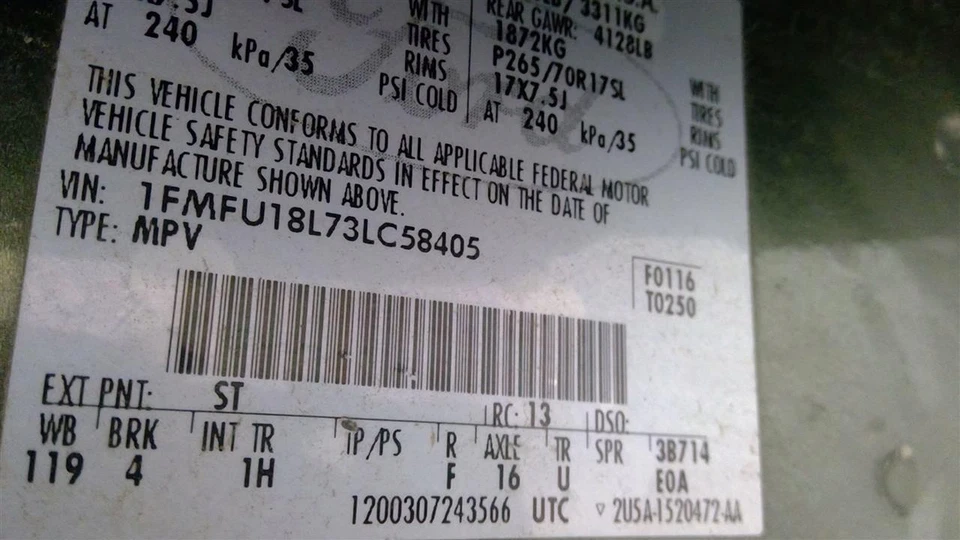 AT 240 kPa/35 PSI COLD
WITH
TIRES
RIMS
3311KG
REAR GAWR: 4128LB
1872KG
P265/70R17SL
17X7.5J
AT 240 kPa/35 PSI COLD
WITH
TIRES
RIMS
THIS VEHICLE CONFORMS TO ALL APPLICABLE FEDERAL MOTOR
VEHICLE SAFETY STANDARDS IN EFFECT ON THE DATE OF
MANUFACTURE SHOWN ABOVE.
VIN: 1FMFU18L73LC58405
TYPE: MPV
F0116
T0250
EXT PNT: ST RC: 13 DSO:
WB BRK INT TR TP/PS R AXLE TR SPR 3B714
119 4 1H F 16 U EOA
1200307243566 UTC ▽ 2U5A-1520472-AA